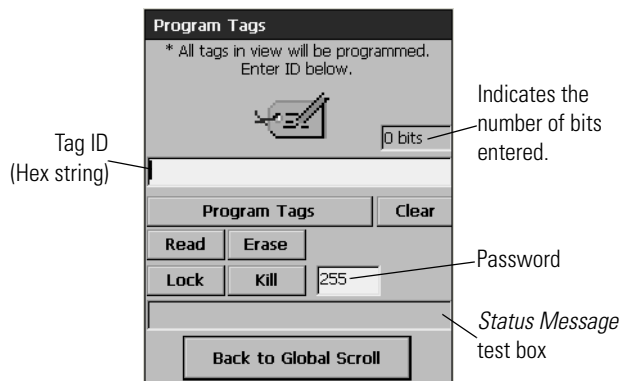 Program Tags
* All tags in view will be programmed.
Enter ID below.
Indicates the
number of bits
entered.
0 bits
Tag ID
(Hex string)
Program Tags
Clear
Read
Erase
Lock
Kill
255
Password
Status Message
test box
Back to Global Scroll